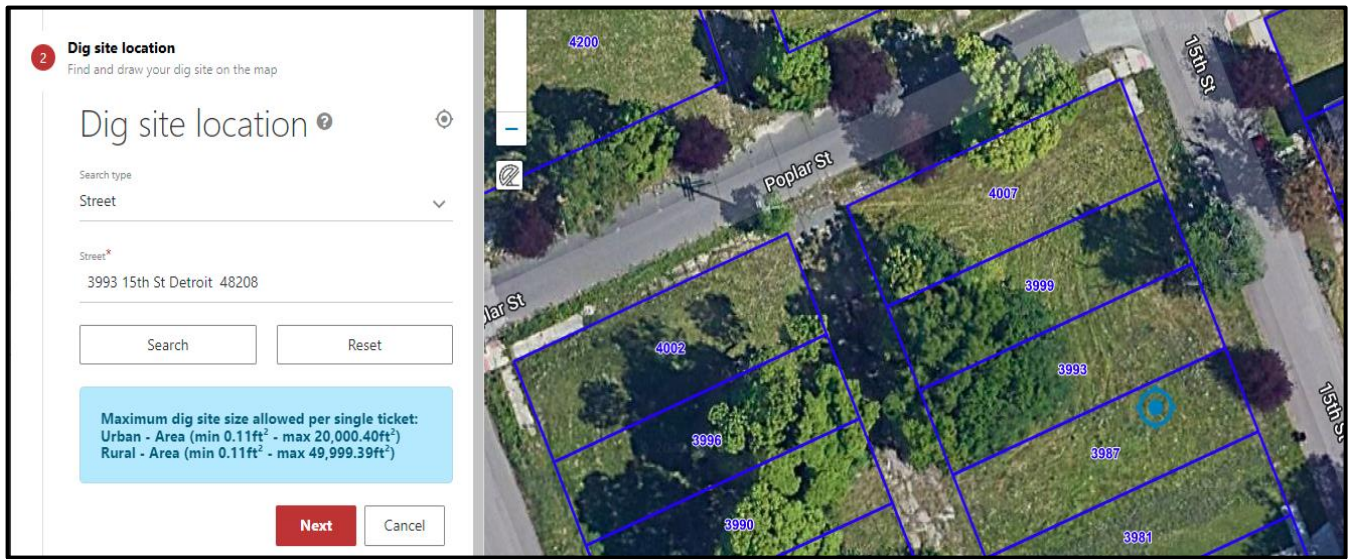 2
Dig site location
Find and draw your dig site on the map
Dig site location ?
Search type
Street
Street*
3993 15th St Detroit 48208
Search
Reset
Maximum dig site size allowed per single ticket:
Urban - Area (min 0.11ft² - max 20,000.40ft²)
Rural - Area (min 0.11ft² - max 49,999.39ft²)
Next
Cancel
4200
15th St
Poplar St
4007
3999
lar St
4002
3993
15th St
3996
3987
3990
3981